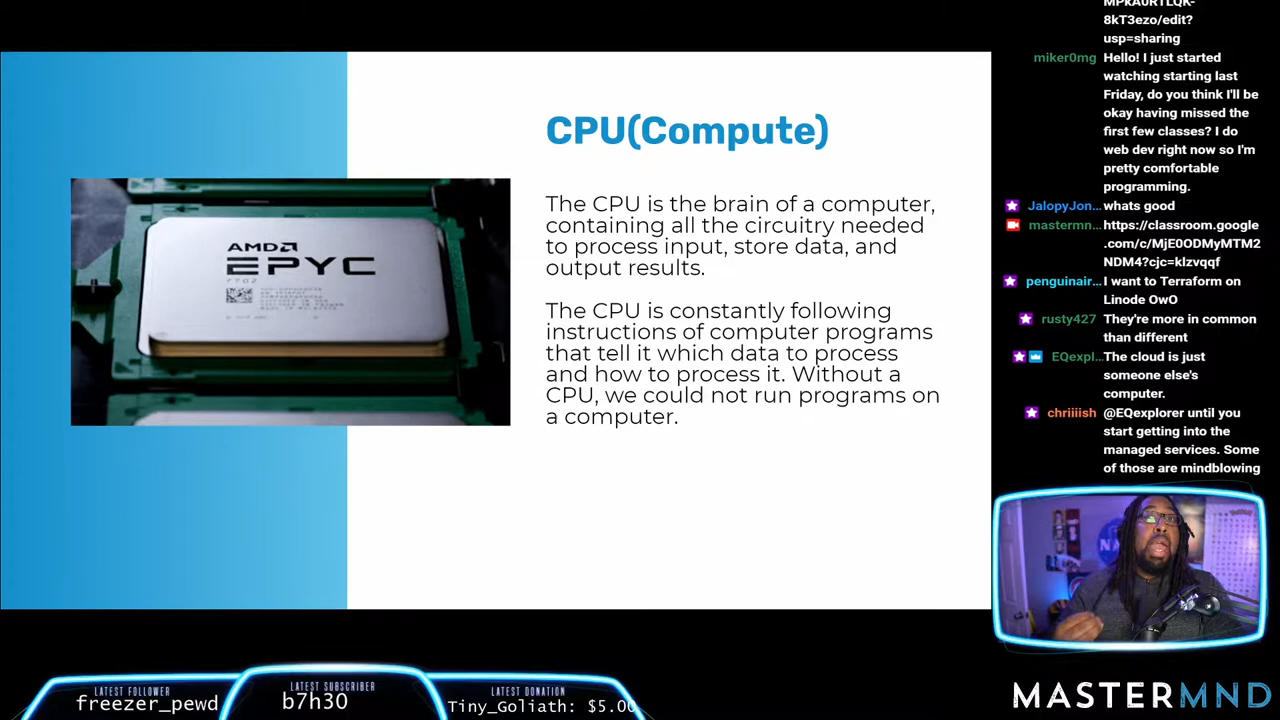 CPU(Compute)
The CPU is the brain of a computer,
containing all the circuitry needed
to process input, store data, and
output results.
The CPU is constantly following
instructions of computer programs
that tell it which data to process
and how to process it. Without a
CPU, we could not run programs on
a computer.
AMD
EPYC
8kT3ezo/edit?
usp=sharing
miker0mg Hello! I just started
watching starting last
Friday, do you think I'll be
okay having missed the
first few classes? I do
web dev right now so I'm
pretty comfortable
programming.
JalopyJon... whats good
mastermn... https://classroom.google
.com/c/MjE0ODMyMTM2
NDM4?cjc=klzvqqf
penguinair... I want to Terraform on
Linode OwO
rusty427 They're more in common
than different
EQexpl... The cloud is just
someone else's
computer.
chriiiish @EQexplorer until you
start getting into the
managed services. Some
of those are mindblowing
NASA
LATEST FOLLOWER
freezer_pewd
LATEST SUBSCRIBER
b7h30
LATEST DONATION
Tiny_Goliath: $5.00
MASTERMND